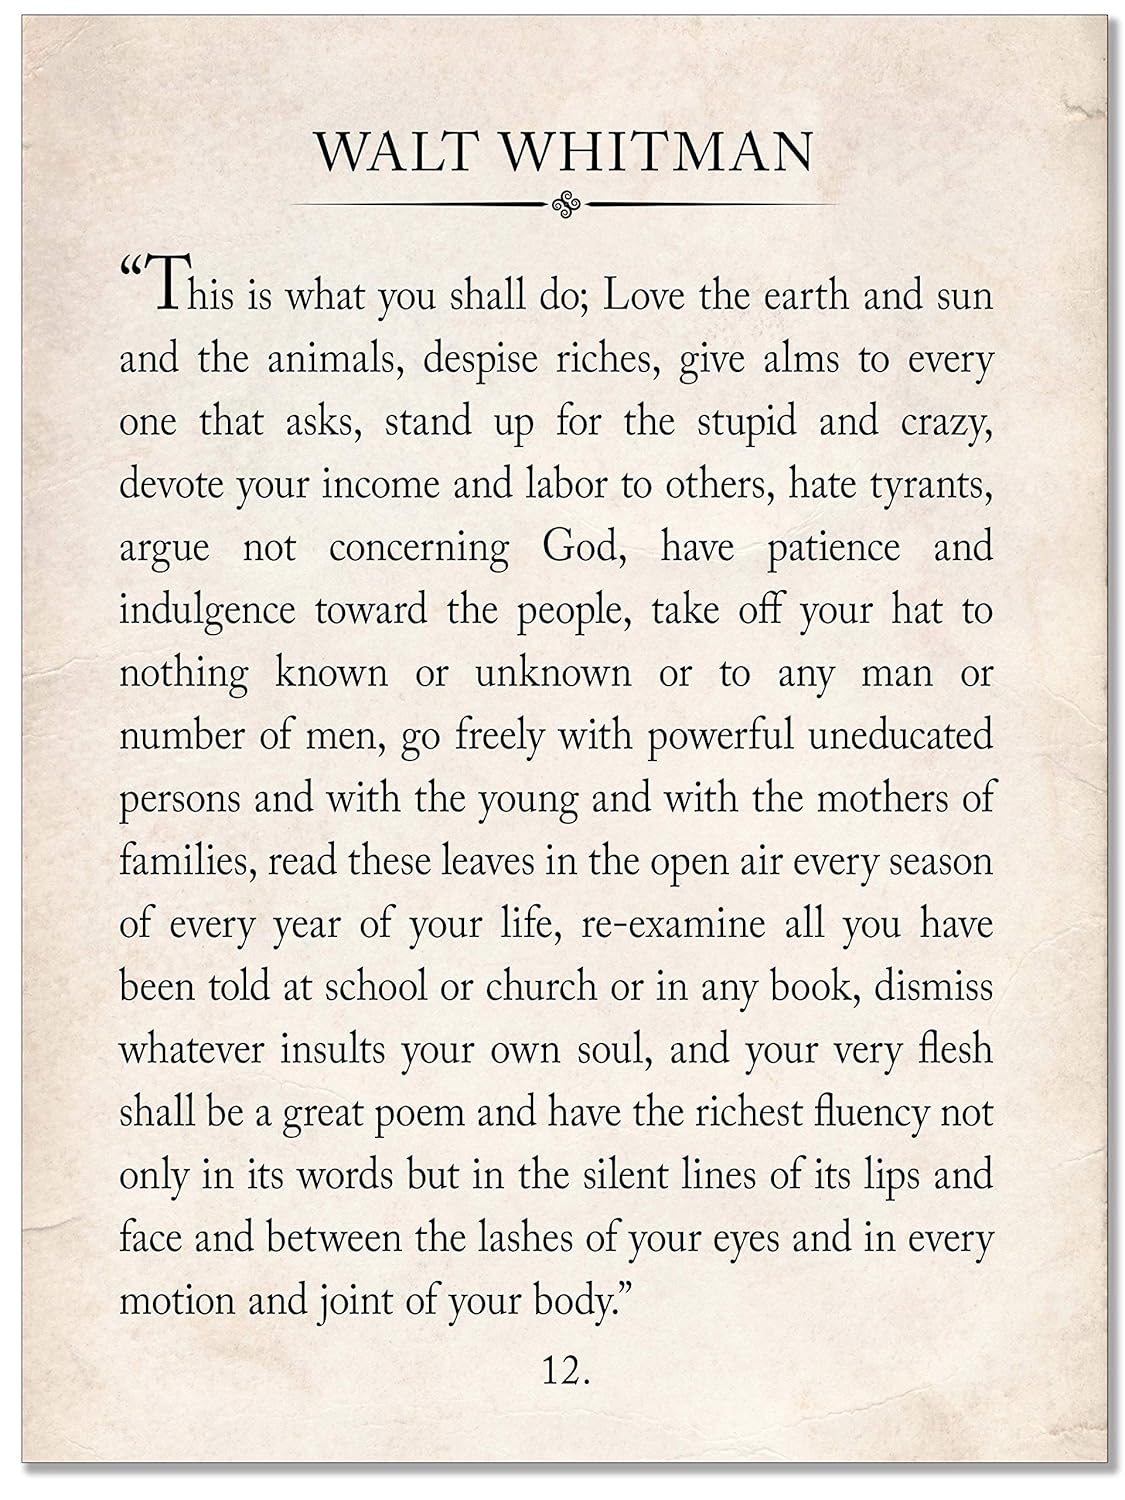 WALT WHITMAN
“This is what you shall do; Love the earth and sun
and the animals, despise riches, give alms to every
one that asks, stand up for the stupid and crazy,
devote your income and labor to others, hate tyrants,
argue not concerning God, have patience and
indulgence toward the people, take off your hat to
nothing known or unknown or to any man or
number of men, go freely with powerful uneducated
persons and with the young and with the mothers of
families, read these leaves in the open air every season
of every year of your life, re-examine all you have
been told at school or church or in any book, dismiss
whatever insults your own soul, and your very flesh
shall be a great poem and have the richest fluency not
only in its words but in the silent lines of its lips and
face and between the lashes of your eyes and in every
motion and joint of your body.”
12.